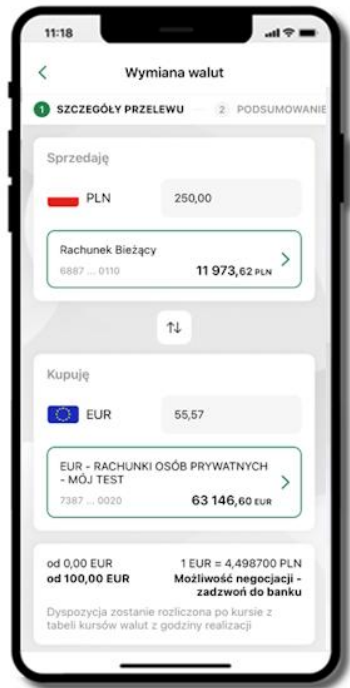 11:18
Wymiana walut
1 SZCZEGÓŁY PRZELEWU 2 PODSUMOWANIE
Sprzedaję
PLN 250,00
Rachunek Bieżący
6887 ... 0110 11 973,62 PLN
Kupuję
EUR 55,57
EUR - RACHUNKI OSÓB PRYWATNYCH
- MÓJ TEST
7387 ... 0020 63 146,60 EUR
od 0,00 EUR 1 EUR = 4,498700 PLN
od 100,00 EUR Możliwość negocjacji -
zadzwoń do banku
Dyspozycja zostanie rozliczona po kursie z
tabeli kursów walut z godziny realizacji